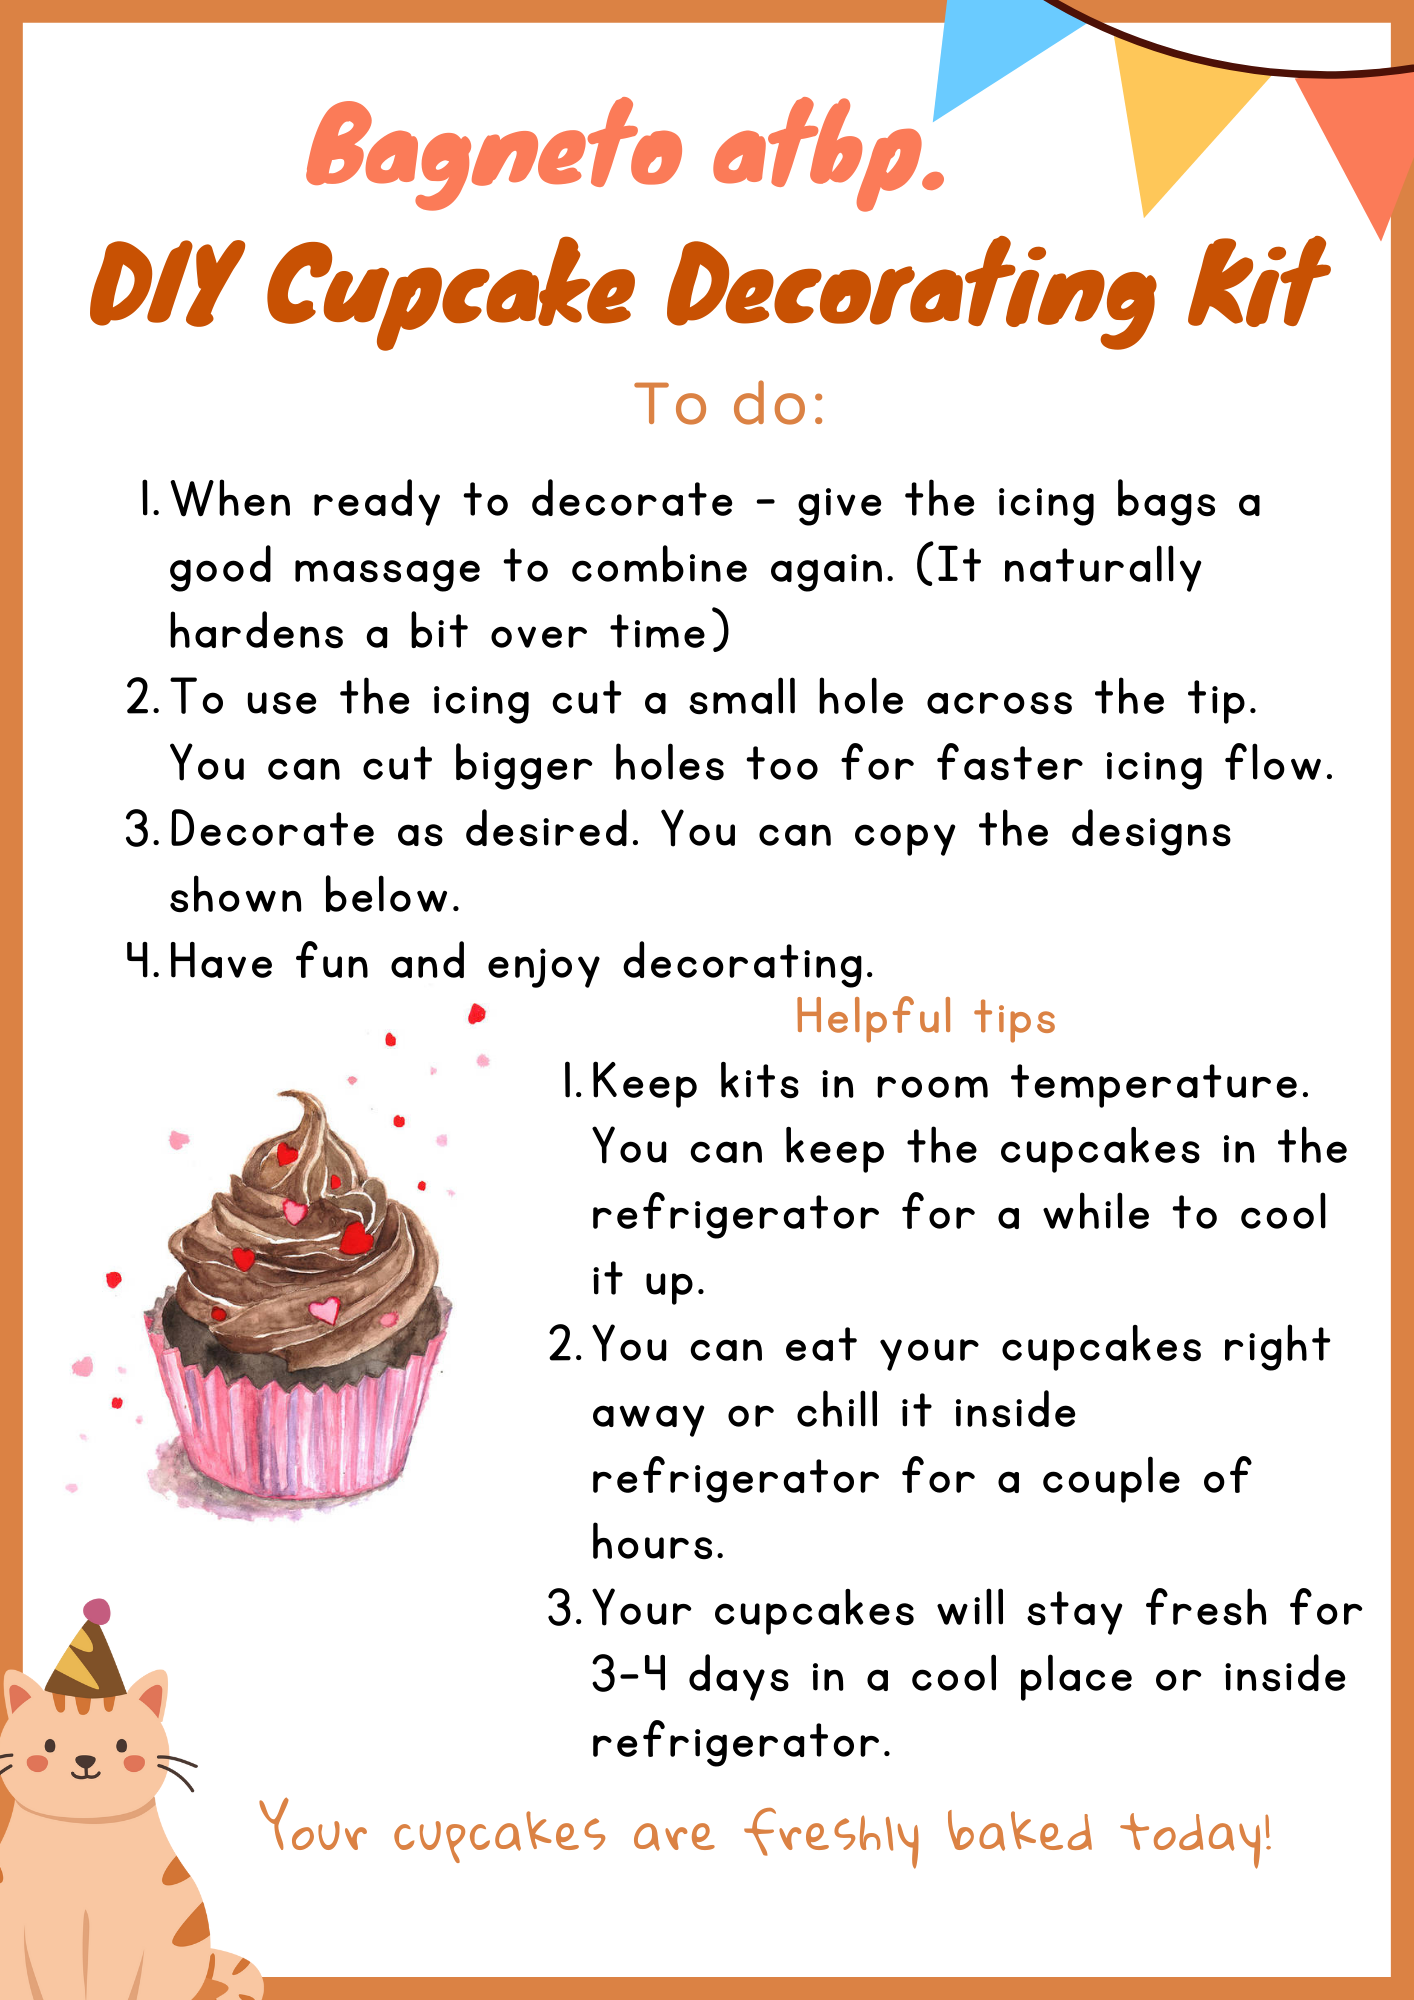 Bagneto atbp.
DIY Cupcake Decorating Kit
To do:
1. When ready to decorate - give the icing bags a
good massage to combine again. (It naturally
hardens a bit over time)
2. To use the icing cut a small hole across the tip.
You can cut bigger holes too for faster icing flow.
3. Decorate as desired. You can copy the designs
shown below.
4. Have fun and enjoy decorating.
Helpful tips
1. Keep kits in room temperature.
You can keep the cupcakes in the
refrigerator for a while to cool
it up.
2. You can eat your cupcakes right
away or chill it inside
refrigerator for a couple of
hours.
3. Your cupcakes will stay fresh for
3-4 days in a cool place or inside
refrigerator.
Your cupcakes are freshly baked today!